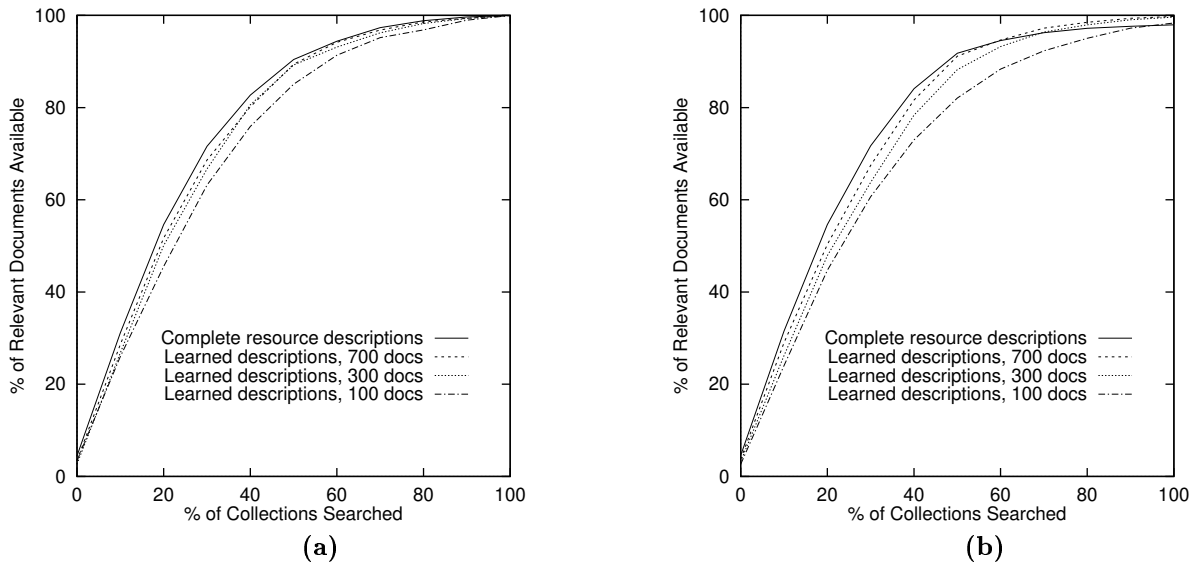 100
80
60
40
20
0
% of Relevant Documents Available
Complete resource descriptions
Learned descriptions, 700 docs
Learned descriptions, 300 docs
Learned descriptions, 100 docs
0 20 40 60 80 100
% of Collections Searched
(a)
100
80
60
40
20
0
% of Relevant Documents Available
Complete resource descriptions
Learned descriptions, 700 docs
Learned descriptions, 300 docs
Learned descriptions, 100 docs
0 20 40 60 80 100
% of Collections Searched
(b)